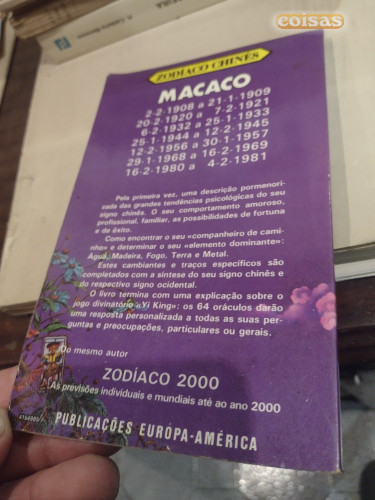 eoisas
ZODÍACO CHINÊS
MACACO
2-2-1908 a 21-1-1909
20-2-1920 a 7-2-1921
6-2-1932 a 25-1-1933
25-1-1944 a 12-2-1945
12-2-1956 a 30-1-1957
29-1-1968 a 16-2-1969
16-2-1980 a 4-2-1981
Pela primeira vez, uma descrição pormenori-
zada das grandes tendências psicológicas do seu
signo chinês. O seu comportamento amoroso,
profissional, familiar, as possibilidades de fortuna
e de êxito.
Como encontrar o seu «companheiro de cami-
nho» e determinar o seu «elemento dominante»:
Água, Madeira, Fogo, Terra e Metal.
Estes cambiantes e traços específicos são
completados com a síntese do seu signo chinês e
do respectivo signo ocidental.
O livro termina com uma explicação sobre o
jogo divinatório «Yi King»: os 64 oráculos darão
uma resposta personalizada a todas as suas per-
guntas e preocupações, particulares ou gerais.
Do mesmo autor
ZODÍACO 2000
As previsões individuais e mundiais até ao ano 2000
PUBLICAÇÕES EUROPA-AMÉRICA